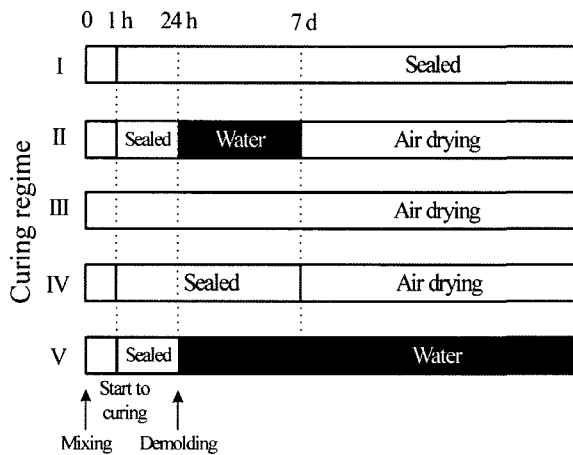 0 1 h 24 h 7 d
Curing regime
I Sealed
II Sealed Water Air drying
III Air drying
IV Sealed Air drying
V Sealed Water
Start to
curing
Mixing Demolding